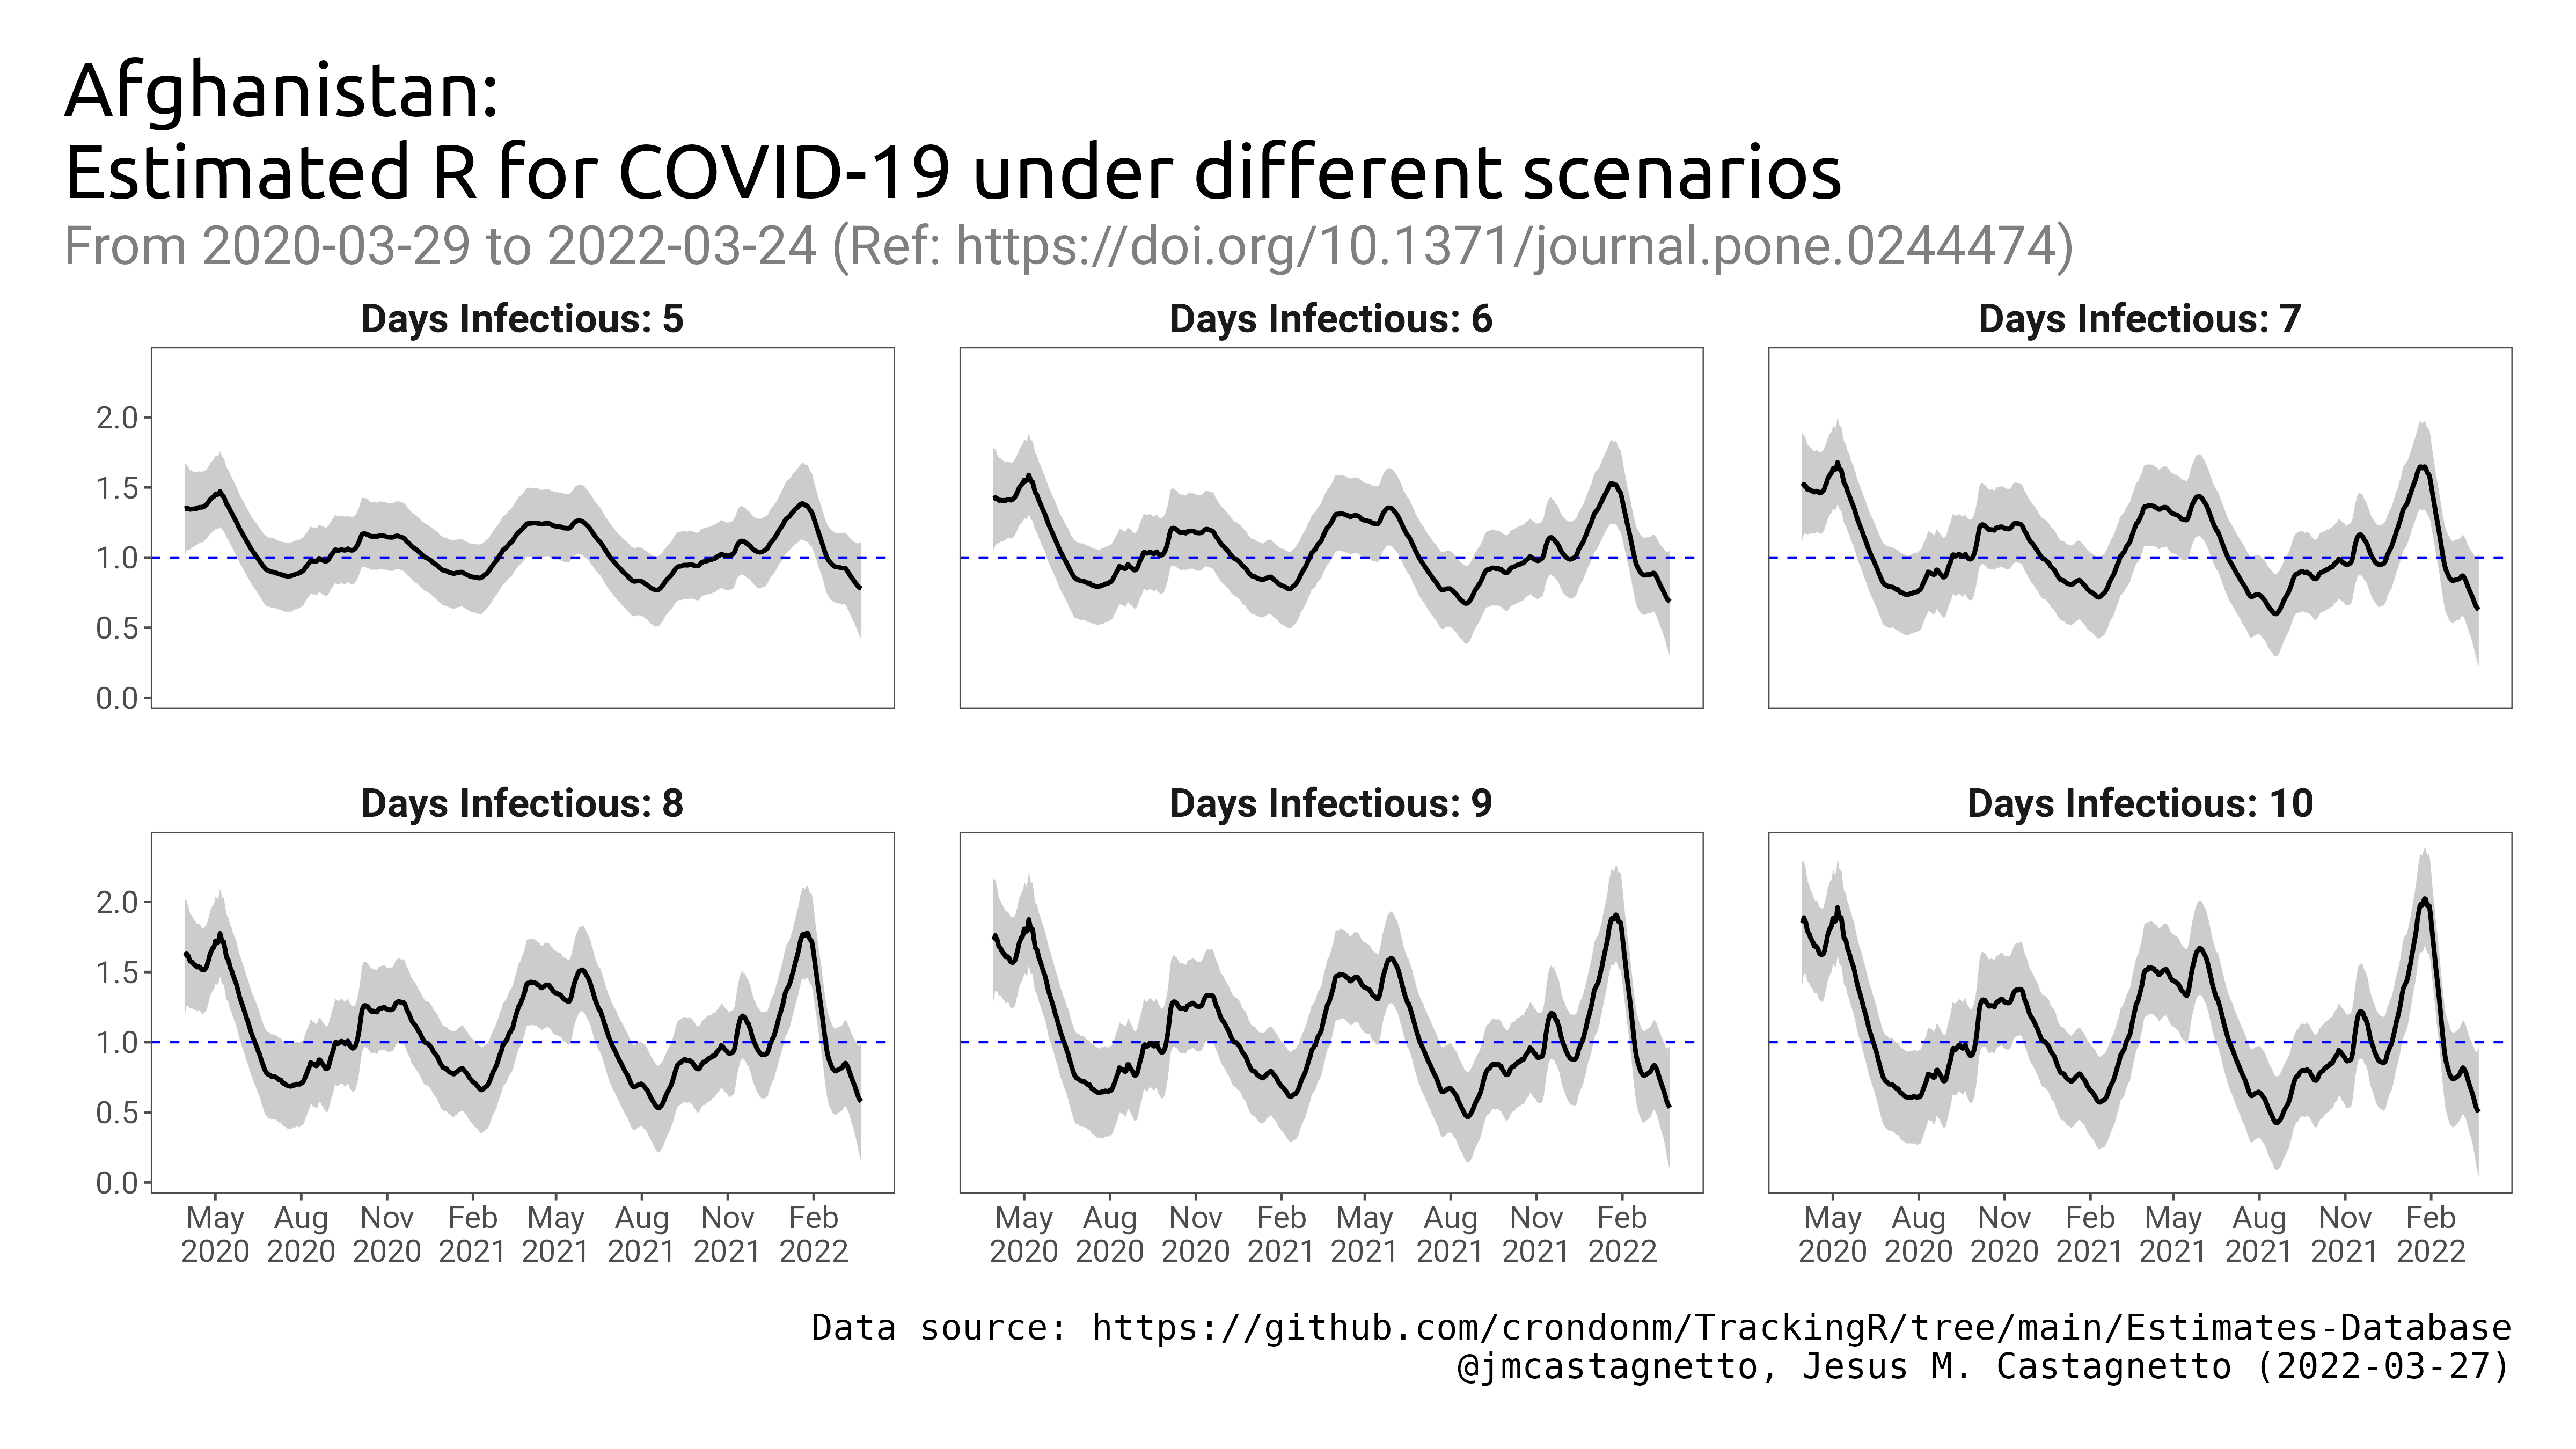 Afghanistan:
Estimated R for COVID-19 under different scenarios
From 2020-03-29 to 2022-03-24 (Ref: https://doi.org/10.1371/journal.pone.0244474)
Days Infectious: 5
Days Infectious: 6
Days Infectious: 7
2.0
1.5
1.0
0.5
0.0
Days Infectious: 8
Days Infectious: 9
Days Infectious: 10
2.0
1.5
1.0
0.5
0.0
May Aug Nov Feb May Aug Nov Feb
2020 2020 2020 2021 2021 2021 2021 2022
May Aug Nov Feb May Aug Nov Feb
2020 2020 2020 2021 2021 2021 2021 2022
May Aug Nov Feb May Aug Nov Feb
2020 2020 2020 2021 2021 2021 2021 2022
Data source: https://github.com/crondonm/TrackingR/tree/main/Estimates-Database
@jmcastagnetto, Jesus M. Castagnetto (2022-03-27)